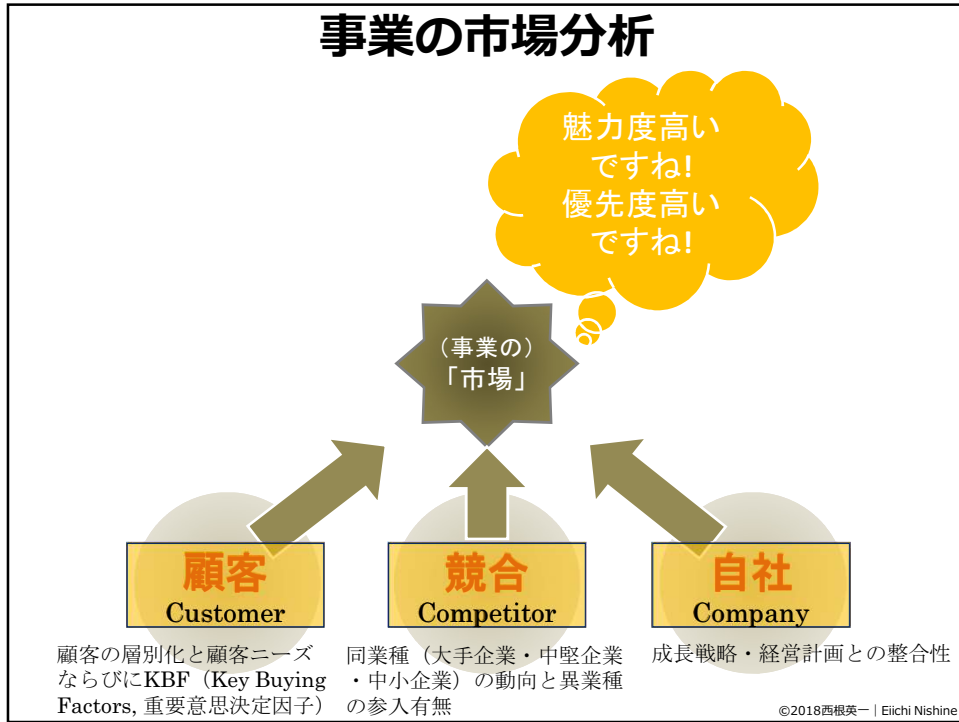 事業の市場分析
魅力度高い
ですね!
優先度高い
ですね!
（事業の）
「市場」
顧客
Customer
競合
Competitor
自社
Company
顧客の層別化と顧客ニーズ
ならびにKBF（Key Buying
Factors, 重要意思決定因子）
同業種（大手企業・中堅企業
・中小企業）の動向と異業種
の参入有無
成長戦略・経営計画との整合性
©2018西根英一｜Eiichi Nishine